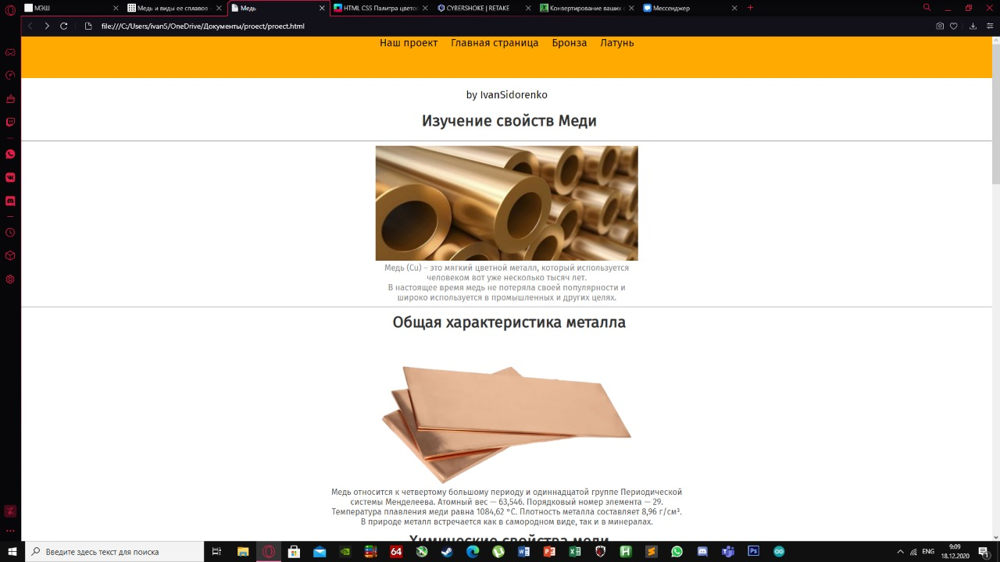 МЭШ
Медь и виды ее сплавов
Медь
HTML CSS Палитра цветов
CYBERSHOKE | RETAKE
Конвертирование ваших
Мессенджер
file:///C:/Users/ivan5/OneDrive/Документы/proect/proect.html
Наш проект Главная страница Бронза Латунь
by IvanSidorenko
Изучение свойств Меди
Медь (Cu) – это мягкий цветной металл, который используется
человеком вот уже несколько тысяч лет.
В настоящее время медь не потеряла своей популярности и
широко используется в промышленных и других целях.
Общая характеристика металла
Медь относится к четвертому большому периоду и одиннадцатой группе Периодической
системы Менделеева. Атомный вес — 63,546. Порядковый номер элемента — 29.
Температура плавления меди равна 1084,62 °C. Плотность металла составляет 8,96 г/см³.
В природе металл встречается как в самородном виде, так и в минералах.
Химические свойства меди
Введите здесь текст для поиска
64
ENG
9:09
18.12.2020